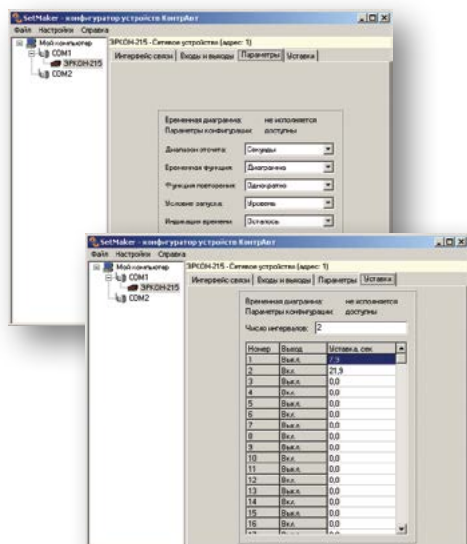 SetMaker - конфигуратор устройств КонтрАвт
Файл Настройки Справка
Мой компьютер
COM1
ЭРКОН-215
COM2
ЭРКОН-215 - Сетевое устройство (адрес: 1)
Интерфейс связи Входы и выходы Параметры Уставка
Временная диаграмма: не исполняется
Параметры конфигурации: доступны
Диапазон отсчета: Секунды
Временная функция: Диаграмма
Функция повторения: Однократно
Условие запуска: Уровень
Индикация времени: Осталось
SetMaker - конфигуратор устройств КонтрАвт
Файл Настройки Справка
Мой компьютер
COM1
ЭРКОН-215
COM2
ЭРКОН-215 - Сетевое устройство (адрес: 1)
Интерфейс связи Входы и выходы Параметры Уставка
Временная диаграмма: не исполняется
Параметры конфигурации: доступны
Число интервалов: 2
Номер Выход Уставка, сек
1 Выкл. 7,9
2 Вкл. 21,9
3 Выкл. 0,0
4 Вкл. 0,0
5 Выкл. 0,0
6 Вкл. 0,0
7 Выкл. 0,0
8 Вкл. 0,0
9 Выкл. 0,0
10 Вкл. 0,0
11 Выкл. 0,0
12 Вкл. 0,0
13 Выкл. 0,0
14 Вкл. 0,0
15 Выкл. 0,0
16 Вкл. 0,0